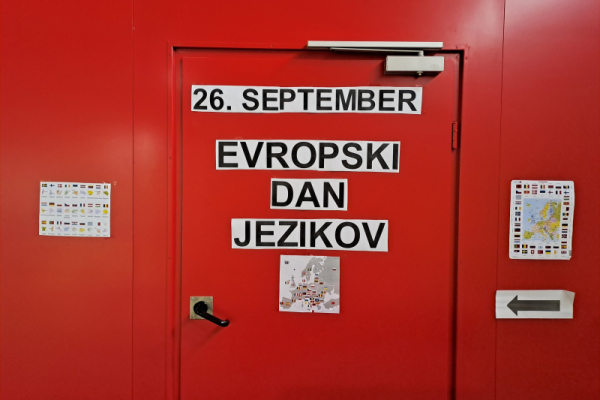 26. SEPTEMBER
EVROPSKI
DAN
JEZIKOV